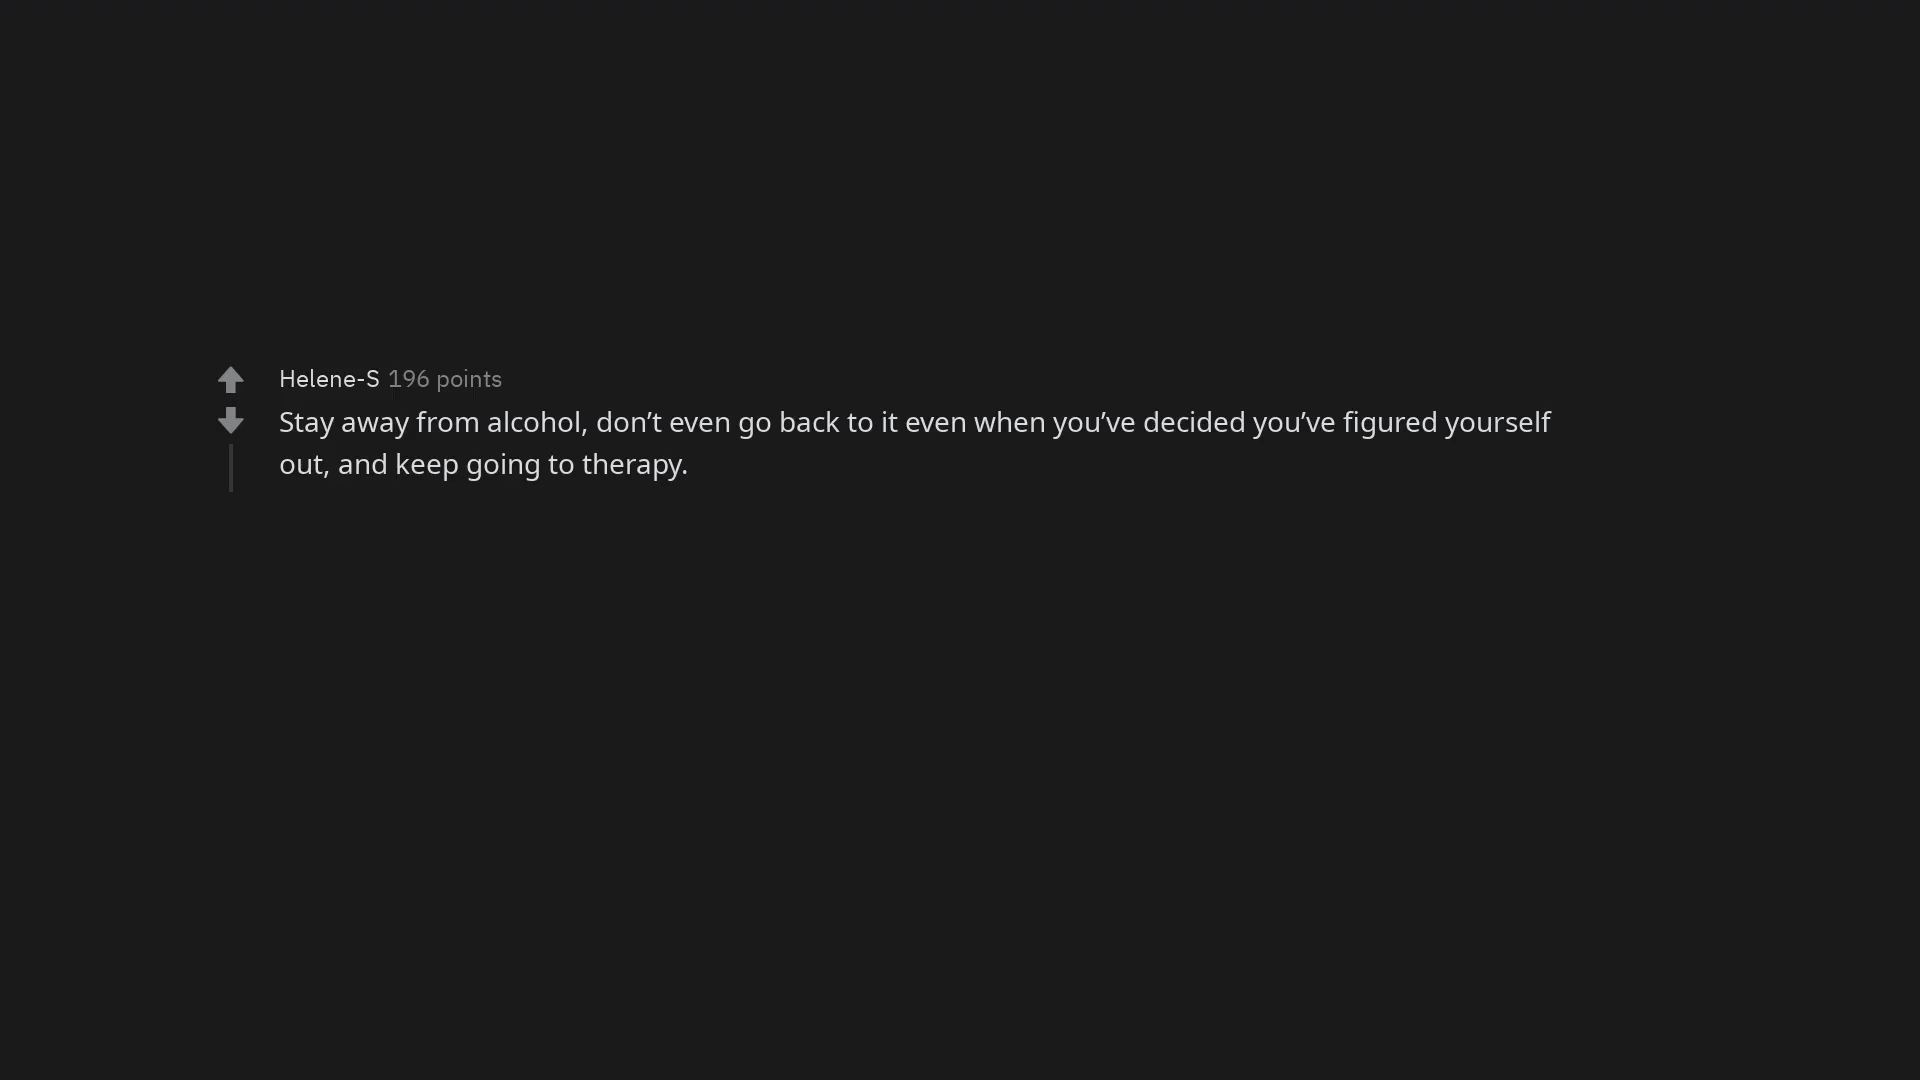 Helene-S 196 points
Stay away from alcohol, don’t even go back to it even when you’ve decided you’ve figured yourself
out, and keep going to therapy.